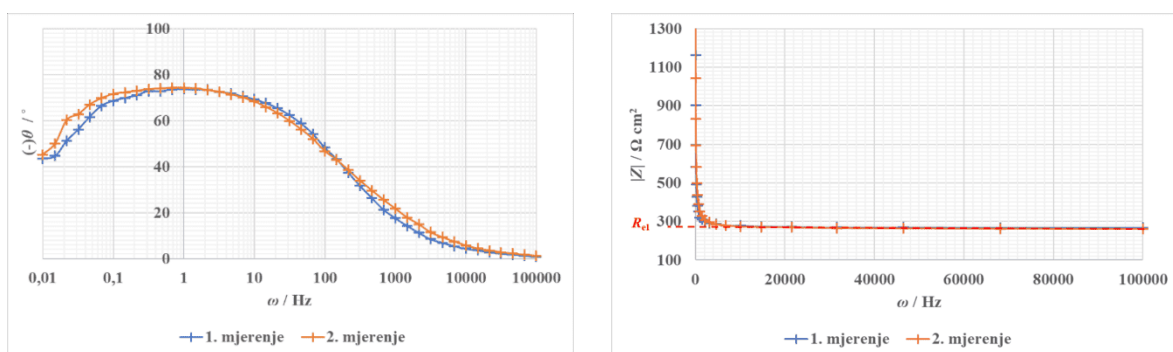 100
80
60
40
20
0
(-)θ / °
0,01 0,1 1 10 100 1000 10000 100000
ω / Hz
1. mjerenje 2. mjerenje
1300
1100
900
700
500
300
100
|Z| / Ω cm²
R_el
0 20000 40000 60000 80000 100000
ω / Hz
1. mjerenje 2. mjerenje